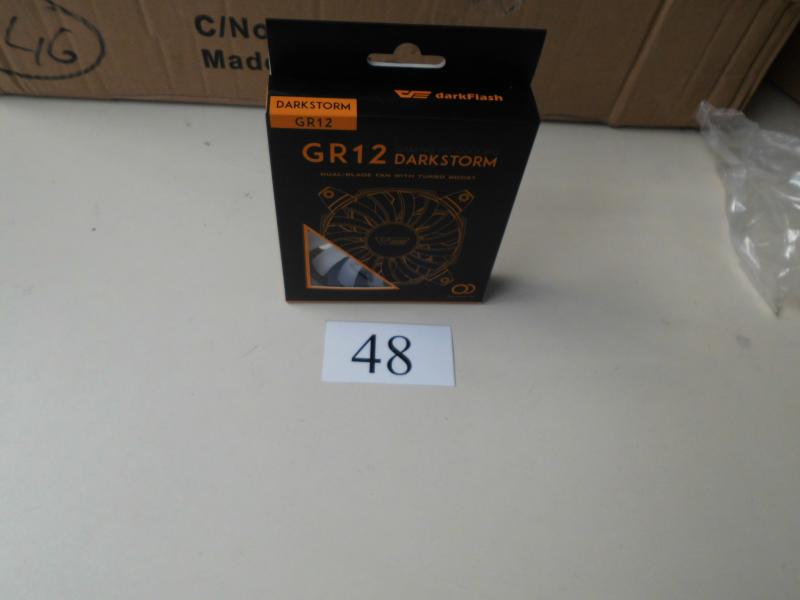 46
C/No
Made
darkFlash
DARKSTORM
GR12
GR12 DARKSTORM
DUAL-BLADE FAN WITH TURBO BOOST
48